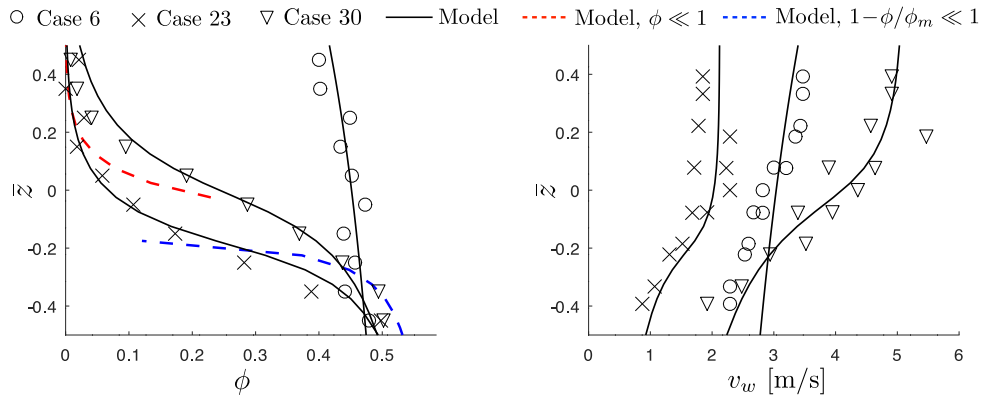 Case 6 Case 23 Case 30 Model Model, ϕ ≪ 1 Model, 1−ϕ/ϕm ≪ 1
0.4
0.2
z̅ 0
-0.2
-0.4
0 0.1 0.2 0.3 0.4 0.5
ϕ
0.4
0.2
z̅ 0
-0.2
-0.4
0 1 2 3 4 5 6
v_w [m/s]